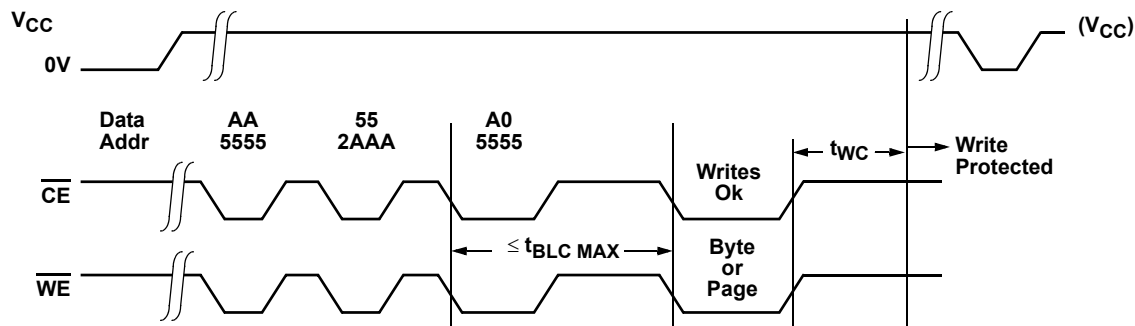 VCC
(VCC)
0V
Data
Addr
AA
5555
55
2AAA
A0
5555
tWC
Write
Protected
CE
Writes
Ok
≤ tBLC MAX
Byte
or
Page
WE